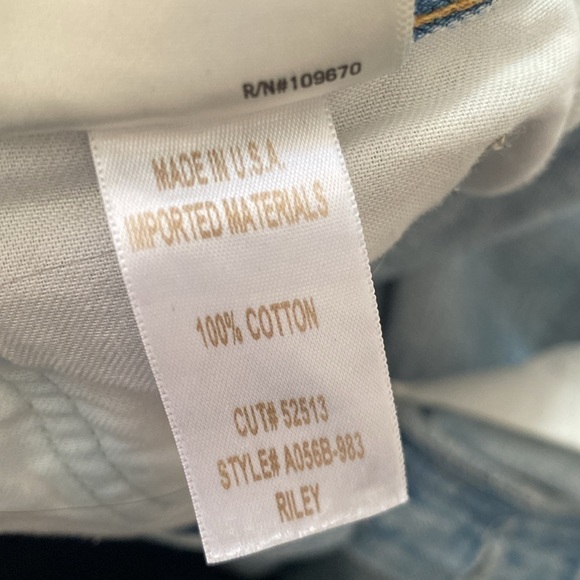 R/N#109670
MADE IN U.S.A.
IMPORTED MATERIALS
100% COTTON
CUT# 52513
STYLE# A056B-983
RILEY